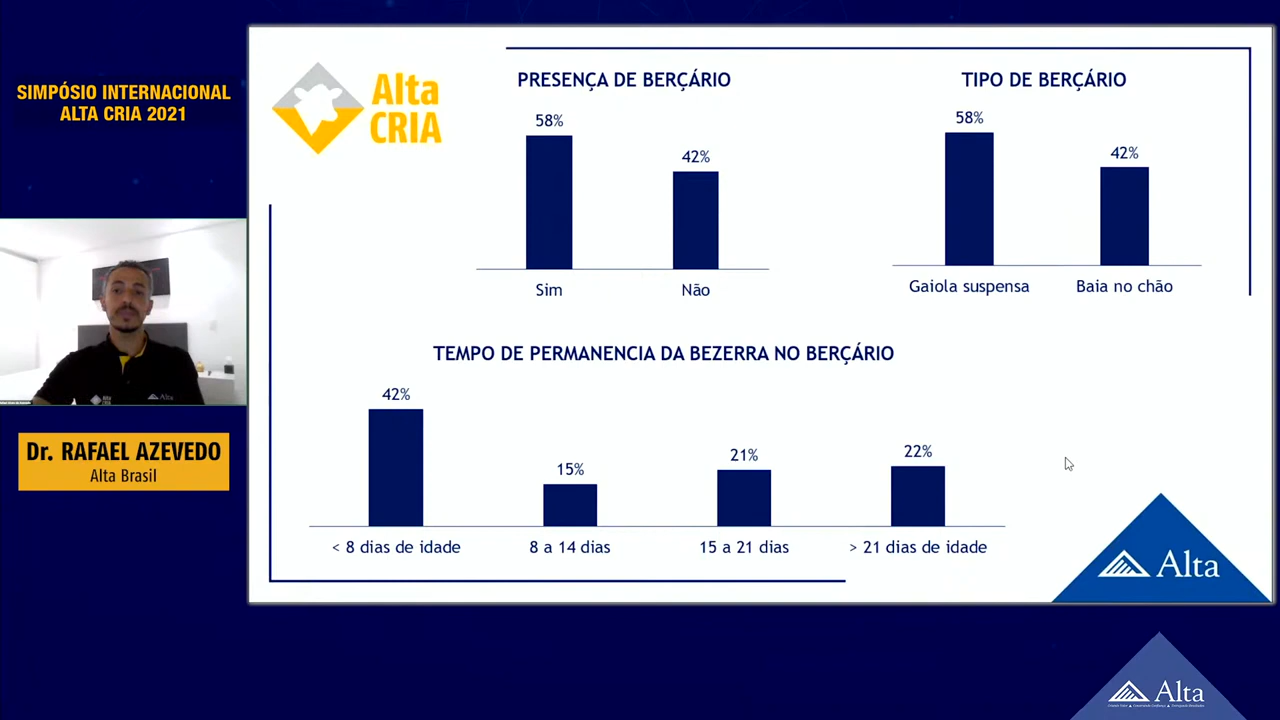 SIMPÓSIO INTERNACIONAL
ALTA CRIA 2021
Dr. RAFAEL AZEVEDO
Alta Brasil
Alta
CRIA
PRESENÇA DE BERÇÁRIO
58%
42%
Sim
Não
TIPO DE BERÇÁRIO
58%
42%
Gaiola suspensa
Baia no chão
TEMPO DE PERMANENCIA DA BEZERRA NO BERÇÁRIO
42%
15%
21%
22%
< 8 dias de idade
8 a 14 dias
15 a 21 dias
> 21 dias de idade
Alta
Alta